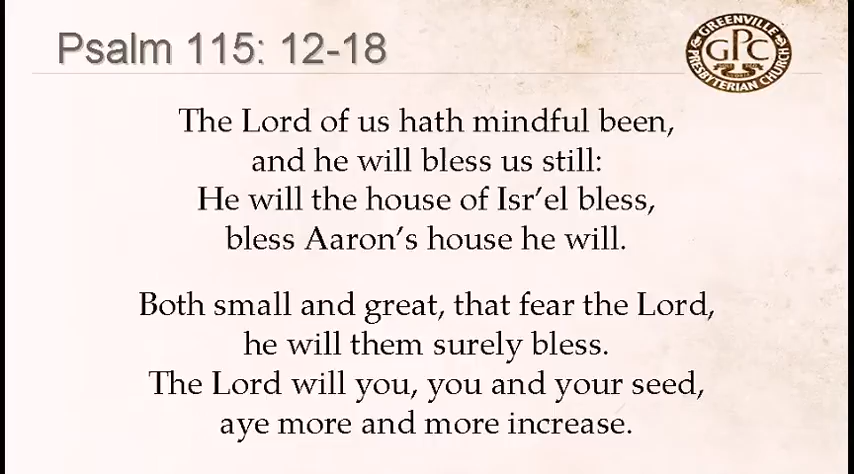 Psalm 115: 12-18
GREENVILLE
GPC
PRESBYTERIAN CHURCH
The Lord of us hath mindful been,
and he will bless us still:
He will the house of Isr’el bless,
bless Aaron’s house he will.
Both small and great, that fear the Lord,
he will them surely bless.
The Lord will you, you and your seed,
aye more and more increase.